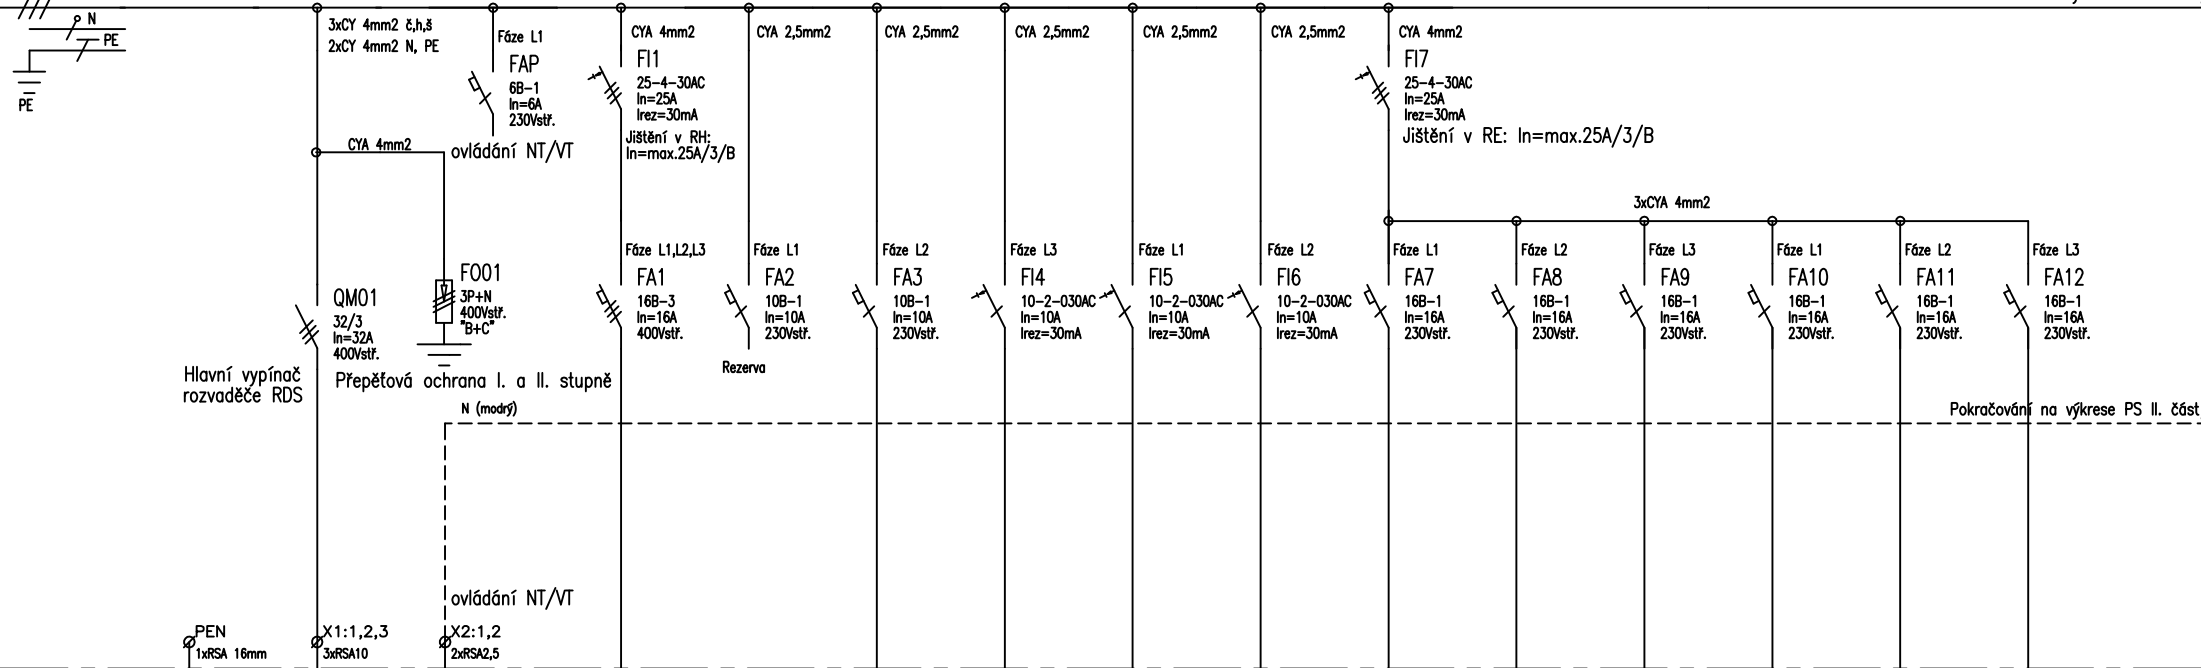 N
PE
PE
3xCY 4mm2 č,h,š
2xCY 4mm2 N, PE
Fáze L1
FAP
6B-1
In=6A
230Vstř.
ovládání NT/VT
CYA 4mm2
CYA 4mm2
FI1
25-4-30AC
In=25A
Irez=30mA
Jištění v RH:
In=max.25A/3/B
CYA 2,5mm2
CYA 2,5mm2
CYA 2,5mm2
CYA 2,5mm2
CYA 2,5mm2
CYA 4mm2
FI7
25-4-30AC
In=25A
Irez=30mA
Jištění v RE: In=max.25A/3/B
3xCYA 4mm2
QM01
32/3
In=32A
400Vstř.
Hlavní vypínač
rozvaděče RDS
FO01
3P+N
400Vstř.
"B+C"
Přepěťová ochrana I. a II. stupně
Fáze L1,L2,L3
FA1
16B-3
In=16A
400Vstř.
Fáze L1
FA2
10B-1
In=10A
230Vstř.
Rezerva
Fáze L2
FA3
10B-1
In=10A
230Vstř.
Fáze L3
FI4
10-2-030AC
In=10A
Irez=30mA
Fáze L1
FI5
10-2-030AC
In=10A
Irez=30mA
Fáze L2
FI6
10-2-030AC
In=10A
Irez=30mA
Fáze L1
FA7
16B-1
In=16A
230Vstř.
Fáze L2
FA8
16B-1
In=16A
230Vstř.
Fáze L3
FA9
16B-1
In=16A
230Vstř.
Fáze L1
FA10
16B-1
In=16A
230Vstř.
Fáze L2
FA11
16B-1
In=16A
230Vstř.
Fáze L3
FA12
16B-1
In=16A
230Vstř.
N (modrý)
Pokračování na výkrese PS II. část
ovládání NT/VT
PEN
1xRSA 16mm
X1:1,2,3
3xRSA10
X2:1,2
2xRSA2,5